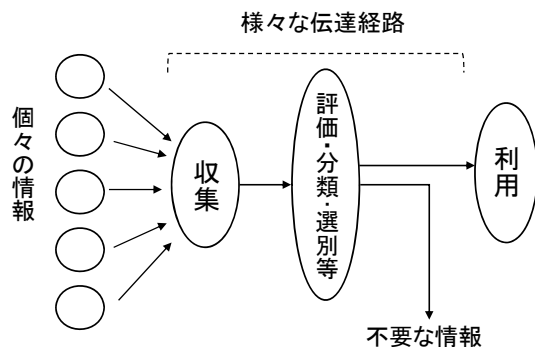 様々な伝達経路
個々の情報
収集
評価・分類・選別等
利用
不要な情報